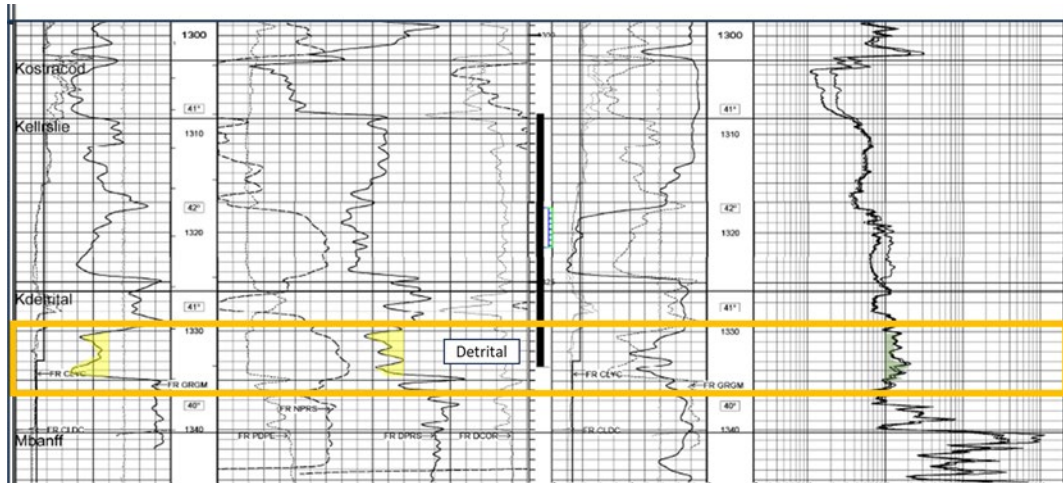 1300
1300
Kostracod
41°
41°
41°
Kellrslie
1310
1310
42°
42°
1320
1320
Kdetrital
41°
41°
1330
1330
Detrital
FR CLYC
FR CLYC
FR GRGM
FR GRGM
40°
40°
FR NPRS
FR CLDC
FR PDPE
FR DPRS
FR DCOR
FR CLDC
1340
1340
Mbanff